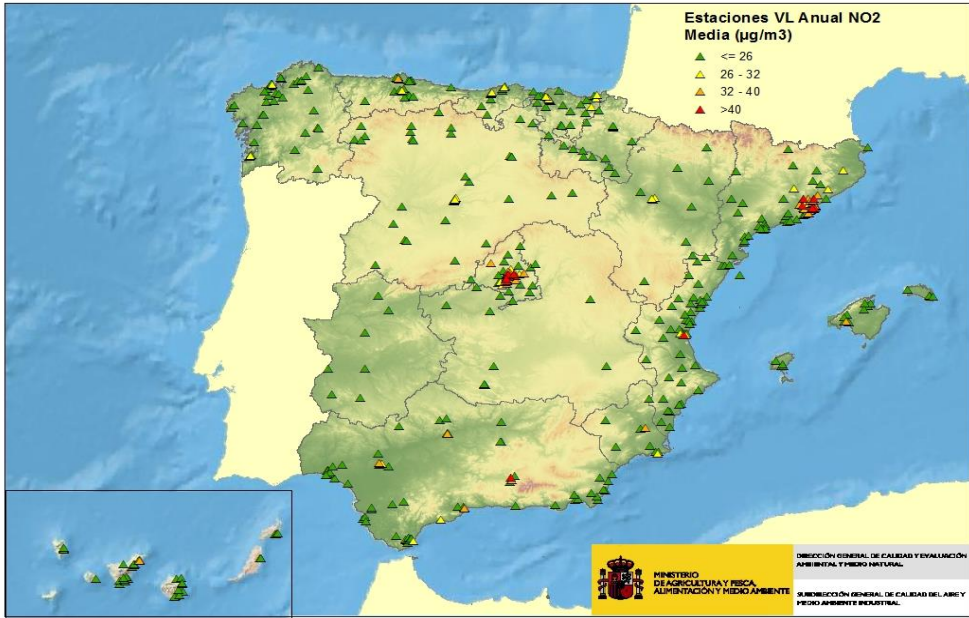 Estaciones VL Anual NO2
Media (µg/m3)
<= 26
26 - 32
32 - 40
>40
MINISTERIO
DE AGRICULTURA Y PESCA,
ALIMENTACIÓN Y MEDIO AMBIENTE
DIRECCIÓN GENERAL DE CALIDAD Y EVALUACIÓN
AMBIENTAL Y MEDIO NATURAL
SUBDIRECCIÓN GENERAL DE CALIDAD DEL AIRE Y
MEDIO AMBIENTE INDUSTRIAL